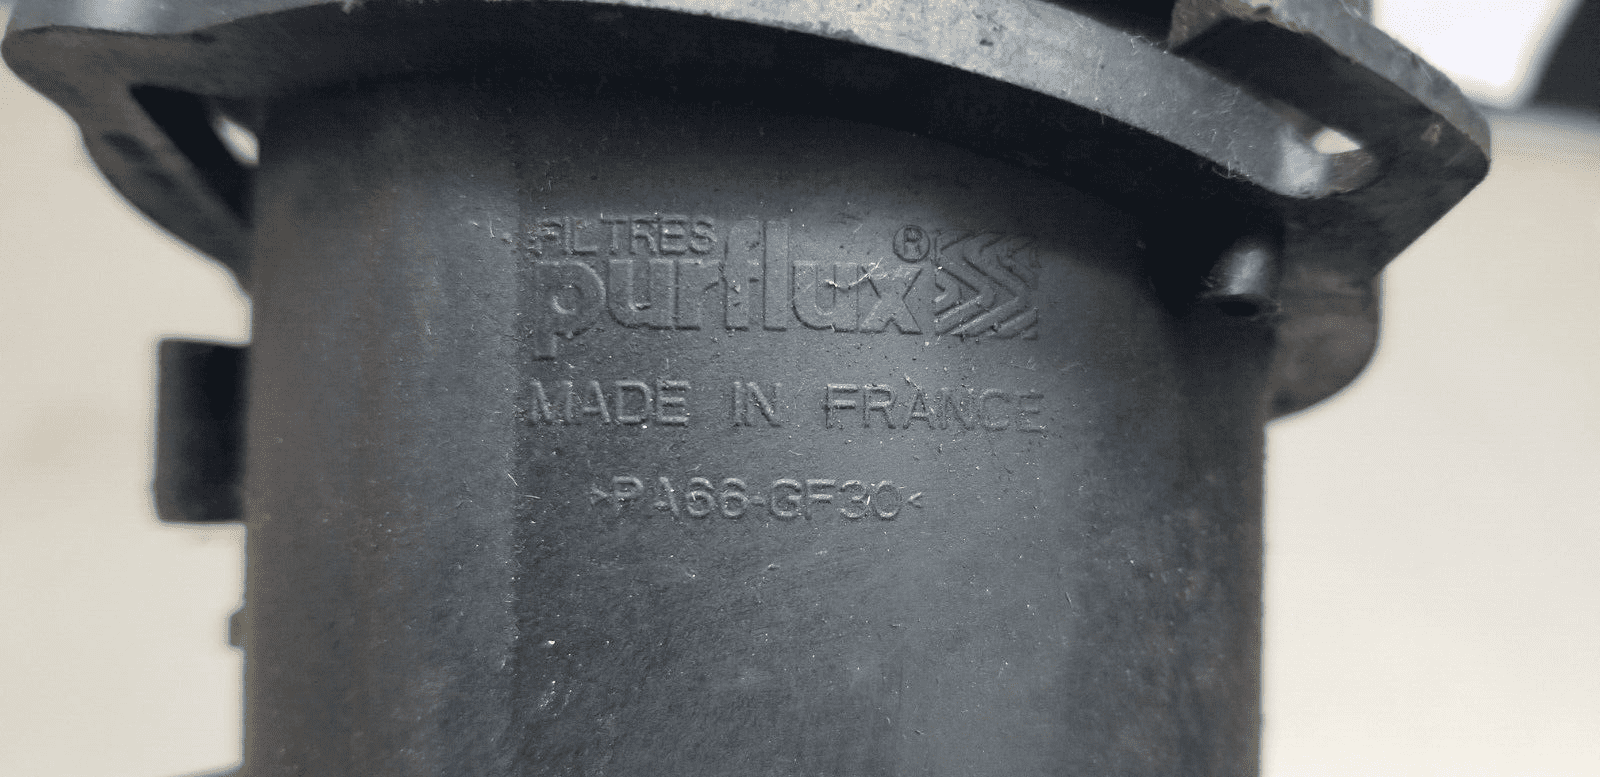 FILTRES
purflux®
MADE IN FRANCE
>PA66-GF30<